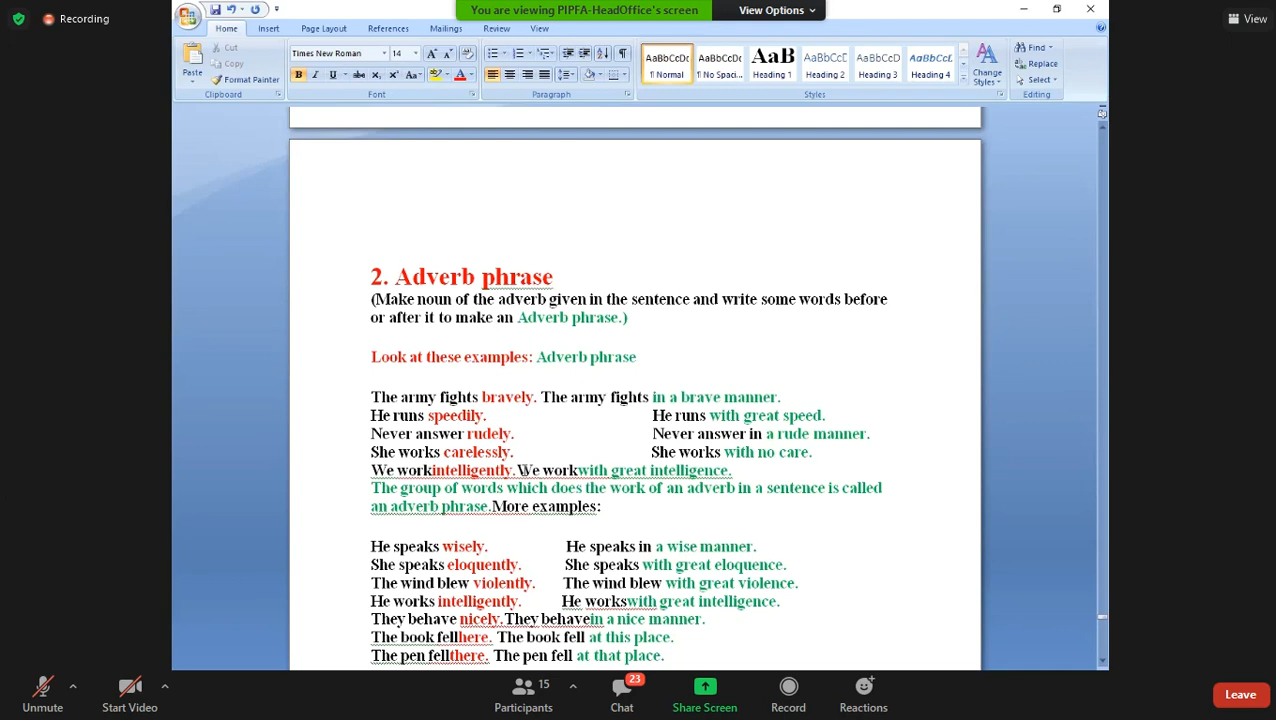 You are viewing PIPFA-HeadOffice's screen View Options
Recording
View
Home Insert Page Layout References Mailings Review View
Paste
Cut
Copy
Format Painter
Clipboard
Times New Roman 14
B I U abc X₂ X² Aa
Font
Paragraph
AaBbCcDc AaBbCcDc AaB AaBbCcD AaBbCcD AaBbCcL
¶ Normal ¶ No Spaci... Heading 1 Heading 2 Heading 3 Heading 4
Change Styles
Styles
Find
Replace
Select
Editing
2. Adverb phrase
(Make noun of the adverb given in the sentence and write some words before
or after it to make an Adverb phrase.)
Look at these examples: Adverb phrase
The army fights bravely. The army fights in a brave manner.
He runs speedily. He runs with great speed.
Never answer rudely. Never answer in a rude manner.
She works carelessly. She works with no care.
We workintelligently.We workwith great intelligence.
The group of words which does the work of an adverb in a sentence is called
an adverb phrase.More examples:
He speaks wisely. He speaks in a wise manner.
She speaks eloquently. She speaks with great eloquence.
The wind blew violently. The wind blew with great violence.
He works intelligently. He workswith great intelligence.
They behave nicely.They behavein a nice manner.
The book fellhere. The book fell at this place.
The pen fellthere. The pen fell at that place.
Unmute Start Video Participants 15 Chat 23 Share Screen Record Reactions Leave